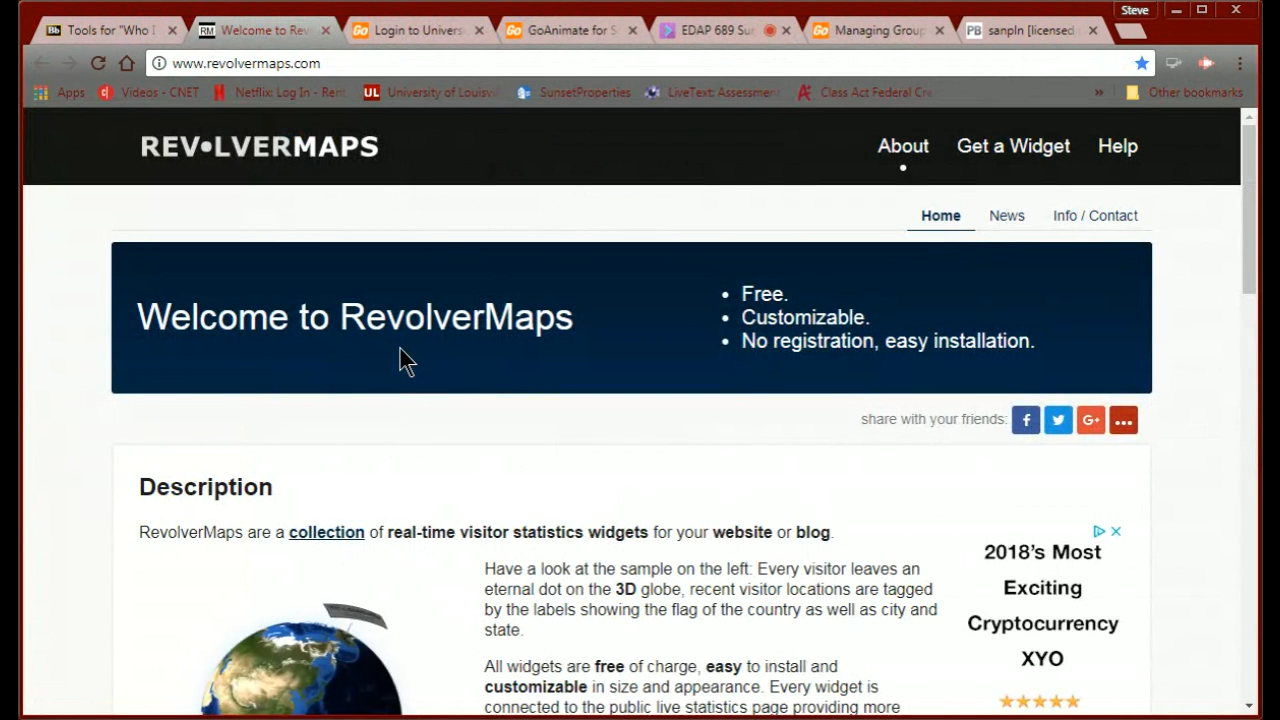 Steve
Tools for "Who I
Welcome to Rev
Login to Univers
GoAnimate for S
EDAP 689 Sur
Managing Group
sanpln [licensed
www.revolvermaps.com
Apps
Videos - CNET
Netflix: Log In - Rent
University of Louisv
SunsetProperties
LiveText: Assessmen
Class Act Federal Cre
»
Other bookmarks
REVOLVERMAPS
About
Get a Widget
Help
Home
News
Info / Contact
Welcome to RevolverMaps
• Free.
• Customizable.
• No registration, easy installation.
share with your friends:
Description
RevolverMaps are a collection of real-time visitor statistics widgets for your website or blog.
Have a look at the sample on the left: Every visitor leaves an
eternal dot on the 3D globe, recent visitor locations are tagged
by the labels showing the flag of the country as well as city and
state.
All widgets are free of charge, easy to install and
customizable in size and appearance. Every widget is
connected to the public live statistics page providing more
2018's Most
Exciting
Cryptocurrency
XYO